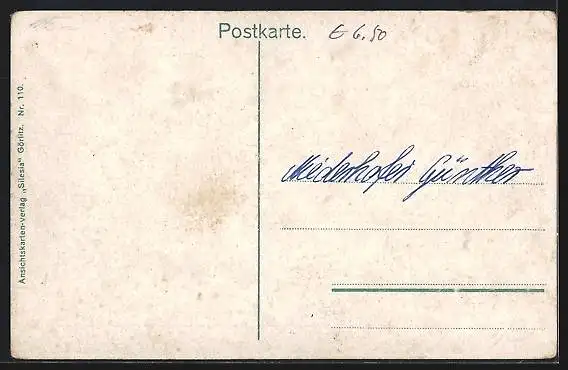 Postkarte. € 6.50
Ansichtskarten-Verlag „Silesia" Görlitz. Nr. 110.
Niederhofer Günther